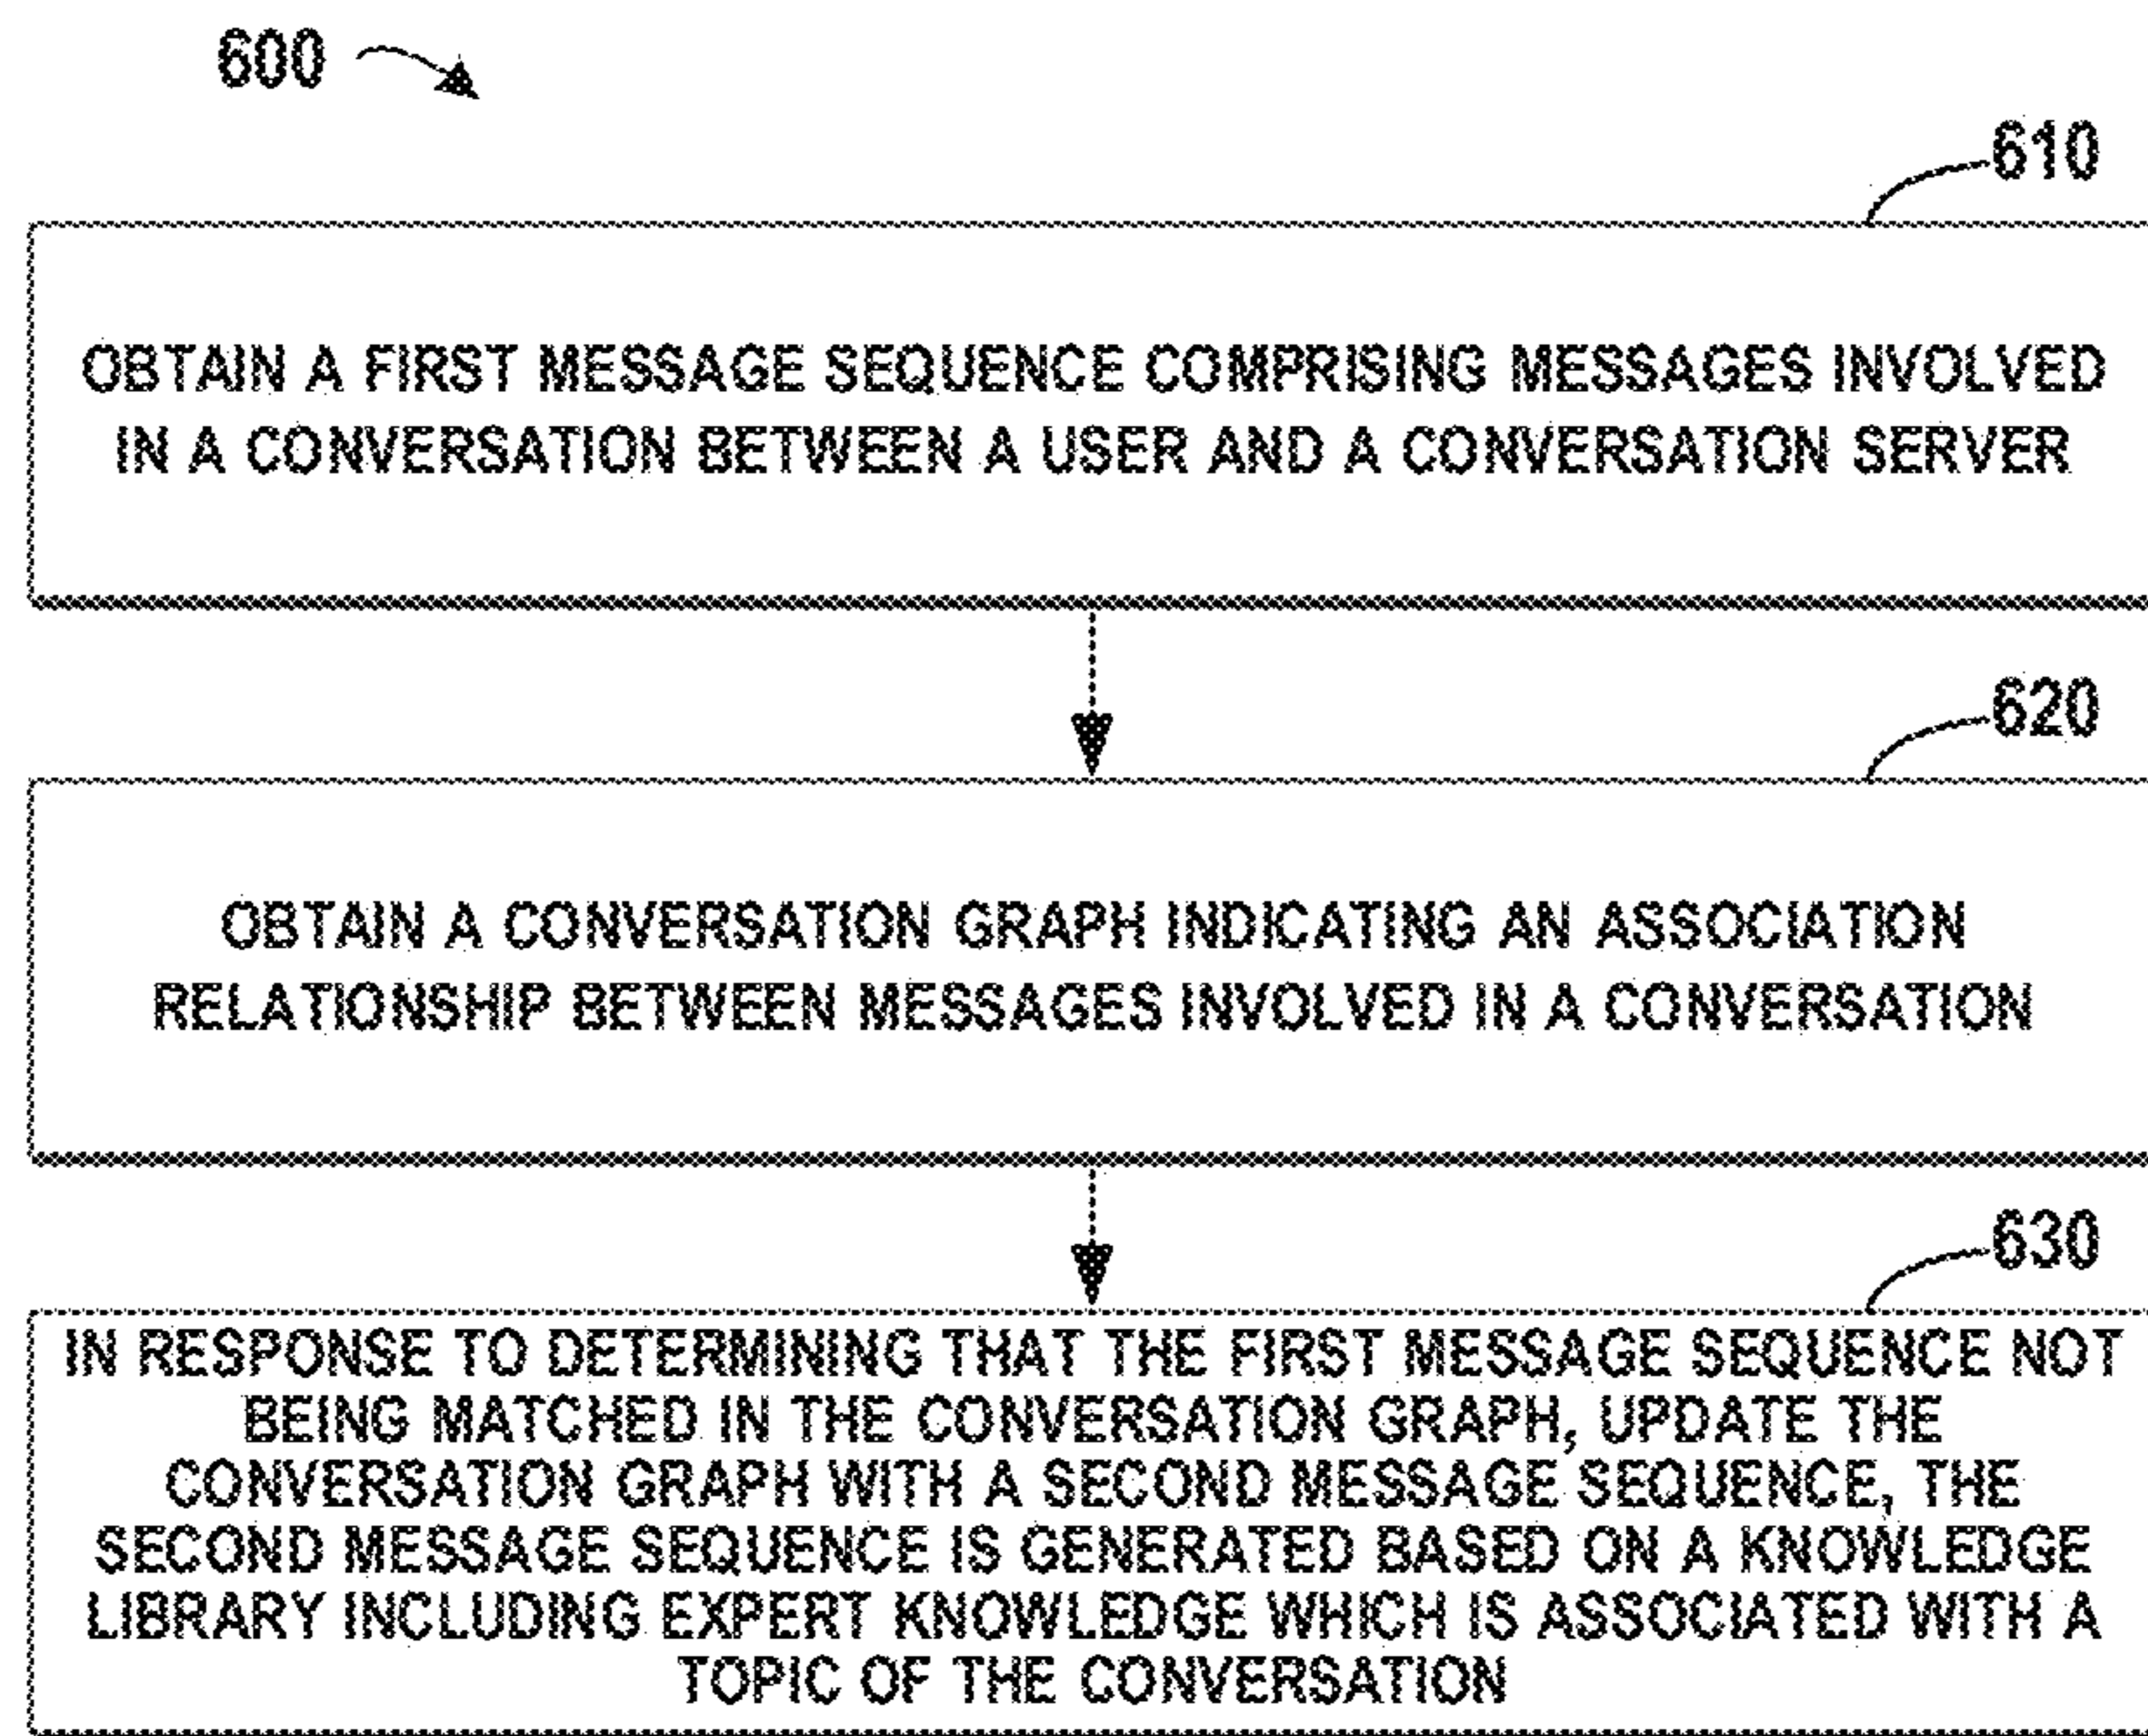 600
610
OBTAIN A FIRST MESSAGE SEQUENCE COMPRISING MESSAGES INVOLVED
IN A CONVERSATION BETWEEN A USER AND A CONVERSATION SERVER
620
OBTAIN A CONVERSATION GRAPH INDICATING AN ASSOCIATION
RELATIONSHIP BETWEEN MESSAGES INVOLVED IN A CONVERSATION
630
IN RESPONSE TO DETERMINING THAT THE FIRST MESSAGE SEQUENCE NOT
BEING MATCHED IN THE CONVERSATION GRAPH, UPDATE THE
CONVERSATION GRAPH WITH A SECOND MESSAGE SEQUENCE, THE
SECOND MESSAGE SEQUENCE IS GENERATED BASED ON A KNOWLEDGE
LIBRARY INCLUDING EXPERT KNOWLEDGE WHICH IS ASSOCIATED WITH A
TOPIC OF THE CONVERSATION